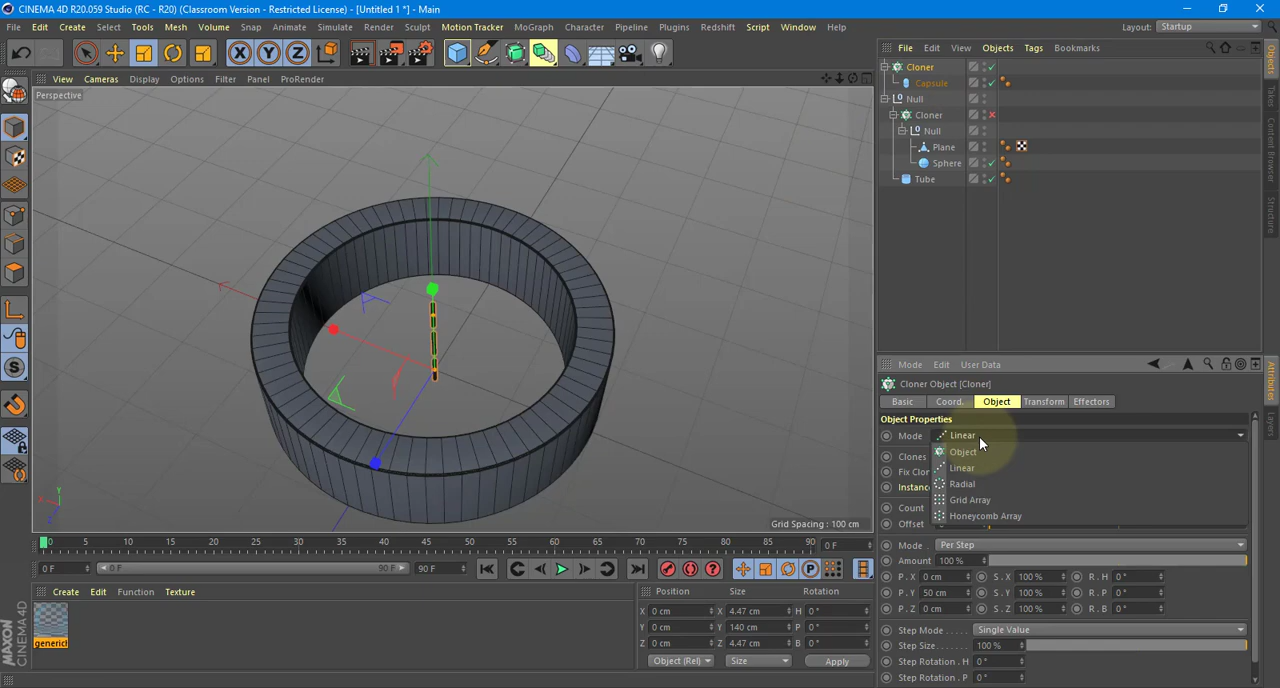 CINEMA 4D R20.059 Studio (RC - R20) (Classroom Version - Restricted License) - [Untitled 1 *] - Main
File Edit Create Select Tools Mesh Volume Snap Animate Simulate Render Sculpt Motion Tracker MoGraph Character Pipeline Plugins Redshift Script Window Help Layout: Startup
X Y Z
File Edit View Objects Tags Bookmarks
View Cameras Display Options Filter Panel ProRender
Perspective
Cloner
Capsule
Null
Cloner
Null
Plane
Sphere
Tube
Objects
Takes
Content Browser
Structure
Mode Edit User Data
Cloner Object [Cloner]
Basic Coord. Object Transform Effectors
Attributes
Layers
Object Properties
Mode Linear
Clones Object
Fix Clon Linear
Instanc Radial
Count Grid Array
Offset Honeycomb Array
Grid Spacing : 100 cm
0 5 10 15 20 25 30 35 40 45 50 55 60 65 70 75 80 85 90 0 F
0 F 0 F 90 F 90 F
Mode . Per Step
Amount 100 %
P . X 0 cm S . X 100 % R . H 0 °
P . Y 50 cm S . Y 100 % R . P 0 °
P . Z 0 cm S . Z 100 % R . B 0 °
Step Mode . . . . . Single Value
Step Size. . . . . . . 100 %
Step Rotation . H 0 °
Step Rotation . P 0 °
Create Edit Function Texture
Position Size Rotation
X 0 cm X 4.47 cm H 0 °
Y 0 cm Y 140 cm P 0 °
Z 0 cm Z 4.47 cm B 0 °
Object (Rel) Size Apply
MAXON CINEMA 4D